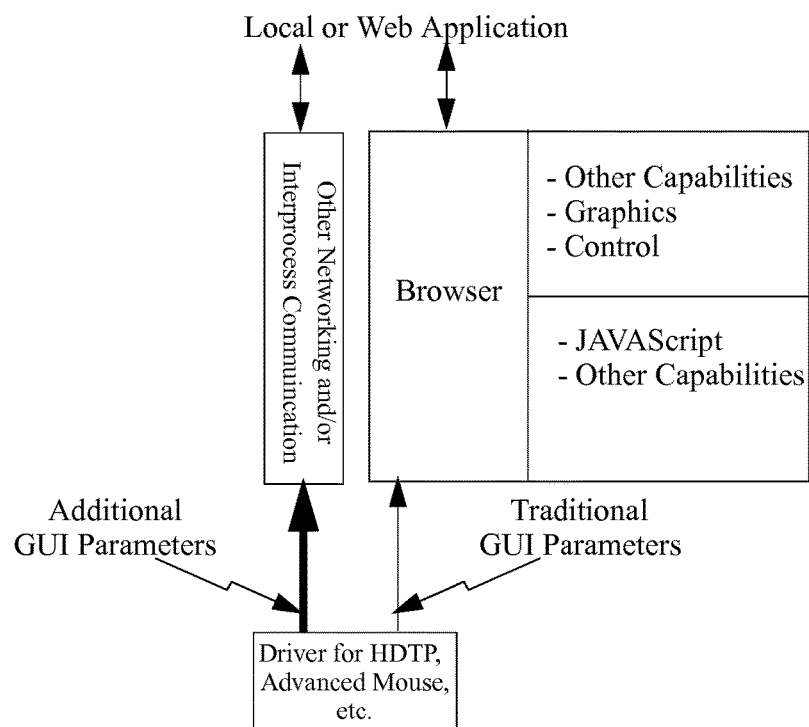 Local or Web Application
Other Networking and/or
Interprocess Commuincation
Browser
- Other Capabilities
- Graphics
- Control
- JAVAScript
- Other Capabilities
Additional
GUI Parameters
Traditional
GUI Parameters
Driver for HDTP,
Advanced Mouse,
etc.